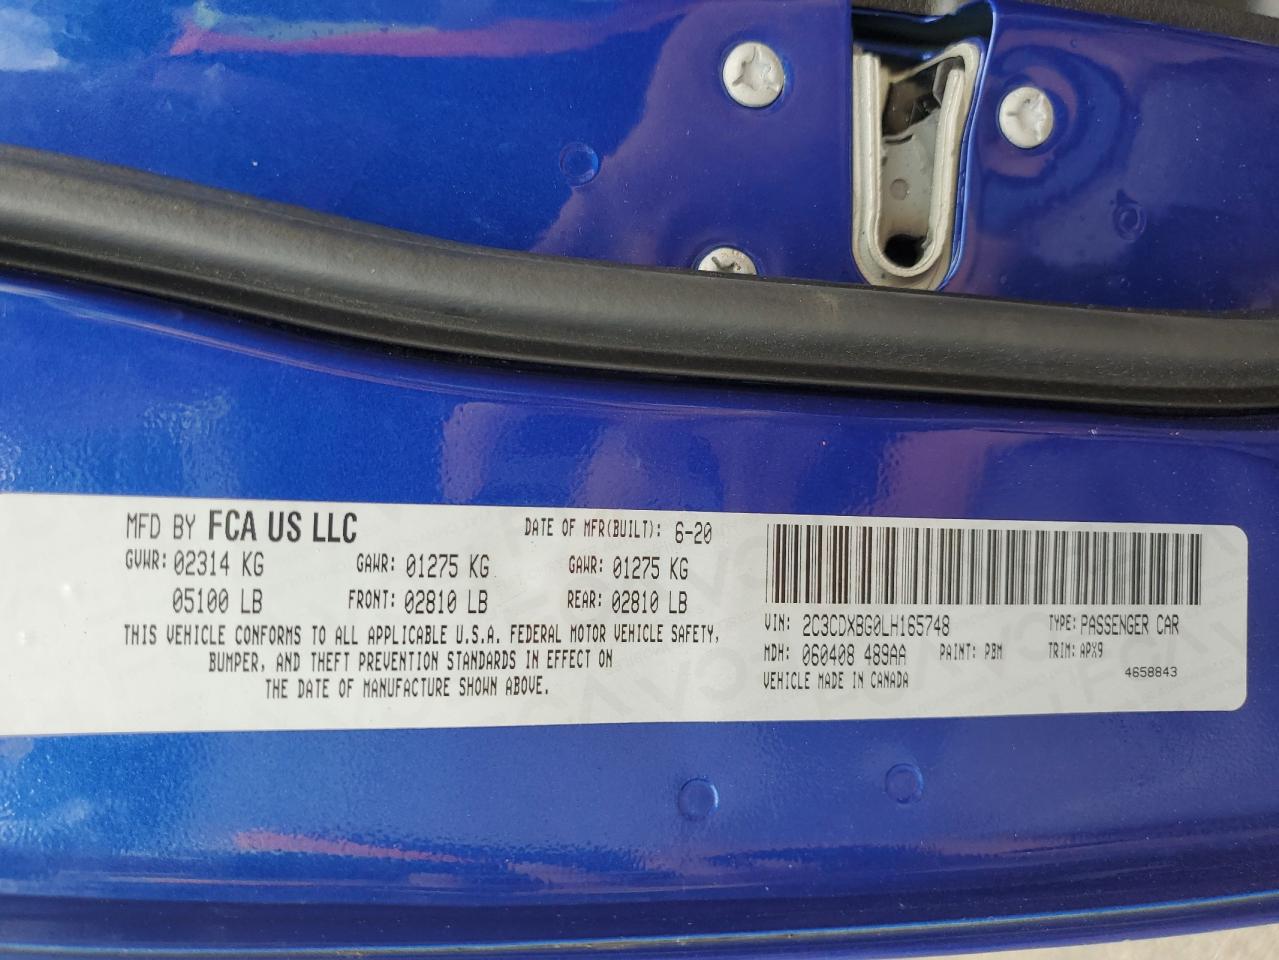 MFD BY FCA US LLC DATE OF MFR(BUILT): 6-20
GVWR: 02314 KG GAWR: 01275 KG GAWR: 01275 KG
05100 LB FRONT: 02810 LB REAR: 02810 LB
THIS VEHICLE CONFORMS TO ALL APPLICABLE U.S.A. FEDERAL MOTOR VEHICLE SAFETY,
BUMPER, AND THEFT PREVENTION STANDARDS IN EFFECT ON
THE DATE OF MANUFACTURE SHOWN ABOVE.
VIN: 2C3CDXBG0LH165748 TYPE: PASSENGER CAR
MDH: 060408 489AA PAINT: PBM TRIM: APX9
VEHICLE MADE IN CANADA 4658843